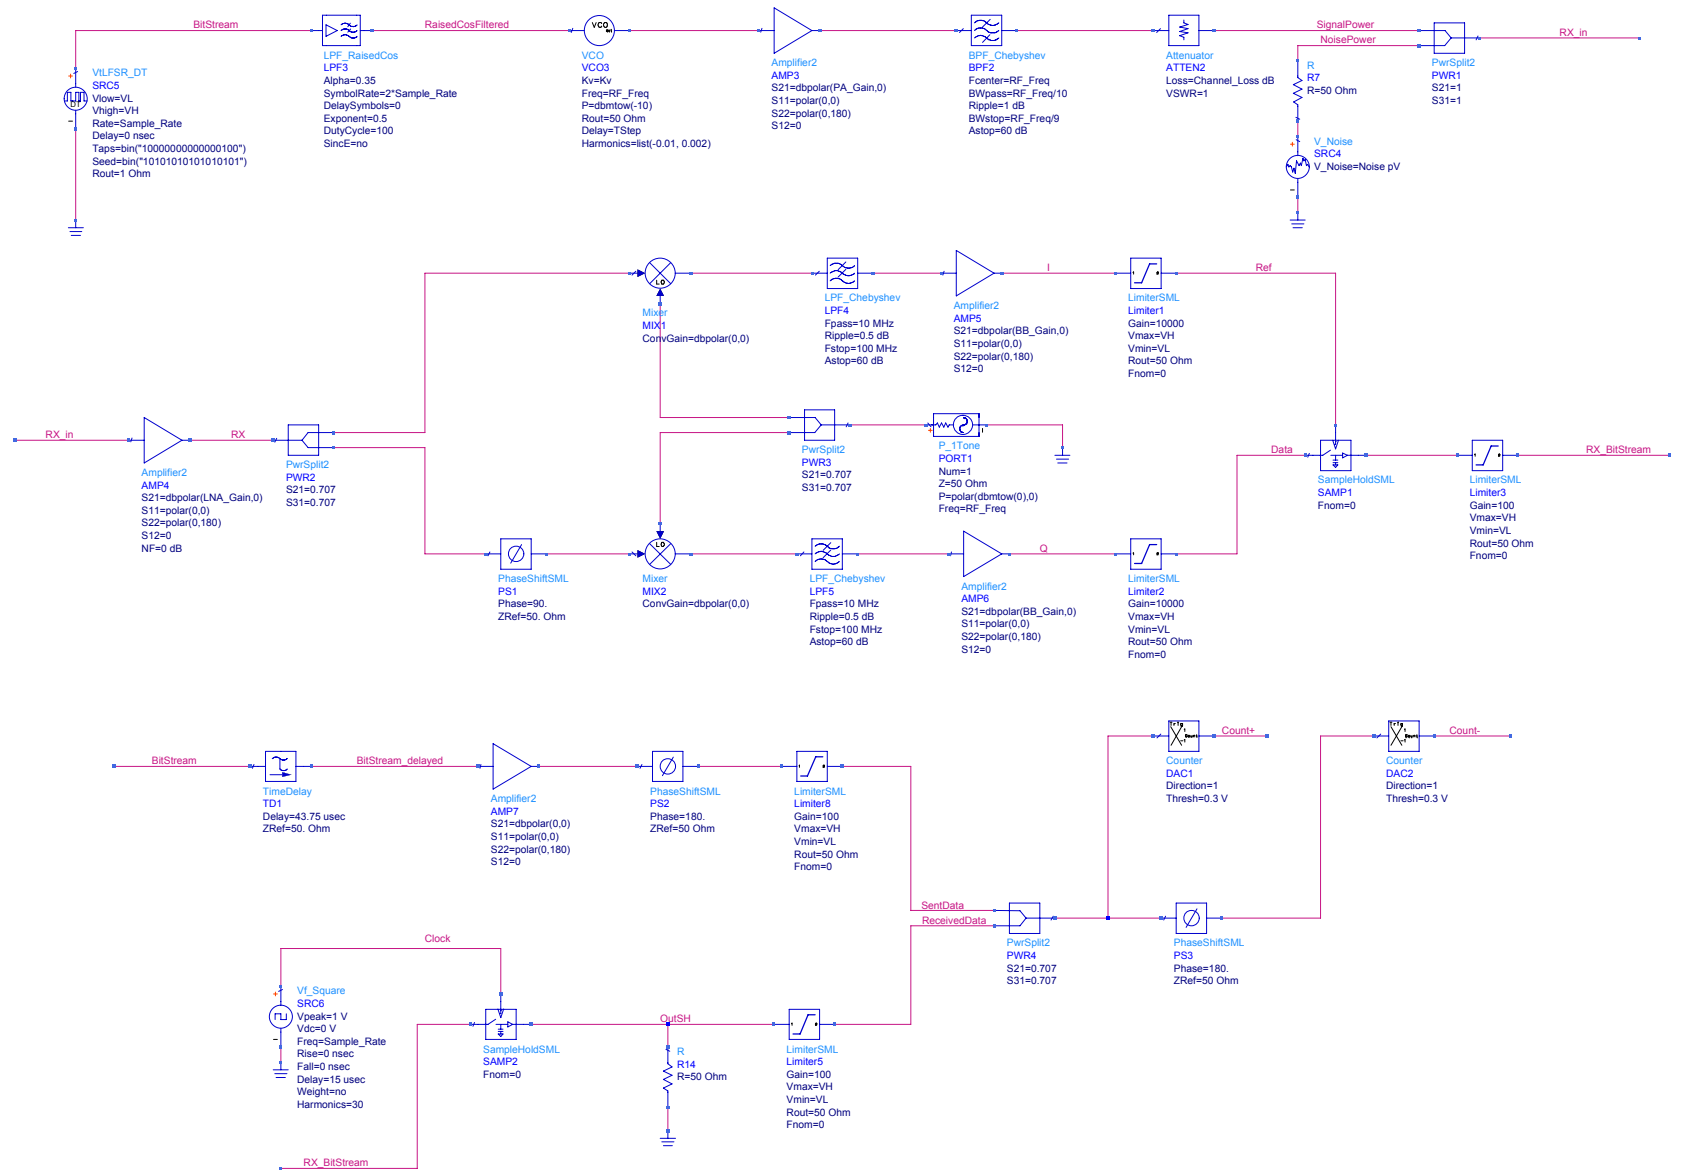 BitStream
RaisedCosFiltered
SignalPower
NoisePower
RX_in
VtLFSR_DT
SRC5
Vlow=VL
Vhigh=VH
Rate=Sample_Rate
Delay=0 nsec
Taps=bin("10000000000000100")
Seed=bin("10101010101010101")
Rout=1 Ohm
LPF_RaisedCos
LPF3
Alpha=0.35
SymbolRate=2*Sample_Rate
DelaySymbols=0
Exponent=0.5
DutyCycle=100
SincE=no
VCO
VCO
VCO3
Kv=Kv
Freq=RF_Freq
P=dbmtow(-10)
Rout=50 Ohm
Delay=TStep
Harmonics=list(-0.01, 0.002)
Amplifier2
AMP3
S21=dbpolar(PA_Gain,0)
S11=polar(0,0)
S22=polar(0,180)
S12=0
BPF_Chebyshev
BPF2
Fcenter=RF_Freq
BWpass=RF_Freq/10
Ripple=1 dB
BWstop=RF_Freq/9
Astop=60 dB
Attenuator
ATTEN2
Loss=Channel_Loss dB
VSWR=1
R
R7
R=50 Ohm
V_Noise
SRC4
V_Noise=Noise pV
PwrSplit2
PWR1
S21=1
S31=1
RX_in
Amplifier2
AMP4
S21=dbpolar(LNA_Gain,0)
S11=polar(0,0)
S22=polar(0,180)
S12=0
NF=0 dB
RX
PwrSplit2
PWR2
S21=0.707
S31=0.707
LO
Mixer
MIX1
ConvGain=dbpolar(0,0)
LPF_Chebyshev
LPF4
Fpass=10 MHz
Ripple=0.5 dB
Fstop=100 MHz
Astop=60 dB
Amplifier2
AMP5
S21=dbpolar(BB_Gain,0)
S11=polar(0,0)
S22=polar(0,180)
S12=0
I
LimiterSML
Limiter1
Gain=10000
Vmax=VH
Vmin=VL
Rout=50 Ohm
Fnom=0
Ref
PwrSplit2
PWR3
S21=0.707
S31=0.707
P_1Tone
PORT1
Num=1
Z=50 Ohm
P=polar(dbmtow(0),0)
Freq=RF_Freq
PhaseShiftSML
PS1
Phase=90.
ZRef=50. Ohm
LO
Mixer
MIX2
ConvGain=dbpolar(0,0)
LPF_Chebyshev
LPF5
Fpass=10 MHz
Ripple=0.5 dB
Fstop=100 MHz
Astop=60 dB
Amplifier2
AMP6
S21=dbpolar(BB_Gain,0)
S11=polar(0,0)
S22=polar(0,180)
S12=0
Q
LimiterSML
Limiter2
Gain=10000
Vmax=VH
Vmin=VL
Rout=50 Ohm
Fnom=0
Data
SampleHoldSML
SAMP1
Fnom=0
LimiterSML
Limiter3
Gain=100
Vmax=VH
Vmin=VL
Rout=50 Ohm
Fnom=0
RX_BitStream
BitStream
TimeDelay
TD1
Delay=43.75 usec
ZRef=50. Ohm
BitStream_delayed
Amplifier2
AMP7
S21=dbpolar(0,0)
S11=polar(0,0)
S22=polar(0,180)
S12=0
PhaseShiftSML
PS2
Phase=180.
ZRef=50 Ohm
LimiterSML
Limiter8
Gain=100
Vmax=VH
Vmin=VL
Rout=50 Ohm
Fnom=0
Count+
Counter
DAC1
Direction=1
Thresh=0.3 V
Count-
Counter
DAC2
Direction=1
Thresh=0.3 V
SentData
ReceivedData
PwrSplit2
PWR4
S21=0.707
S31=0.707
PhaseShiftSML
PS3
Phase=180.
ZRef=50 Ohm
Clock
Vf_Square
SRC6
Vpeak=1 V
Vdc=0 V
Freq=Sample_Rate
Rise=0 nsec
Fall=0 nsec
Delay=15 usec
Weight=no
Harmonics=30
SampleHoldSML
SAMP2
Fnom=0
OutSH
R
R14
R=50 Ohm
LimiterSML
Limiter5
Gain=100
Vmax=VH
Vmin=VL
Rout=50 Ohm
Fnom=0
RX_BitStream